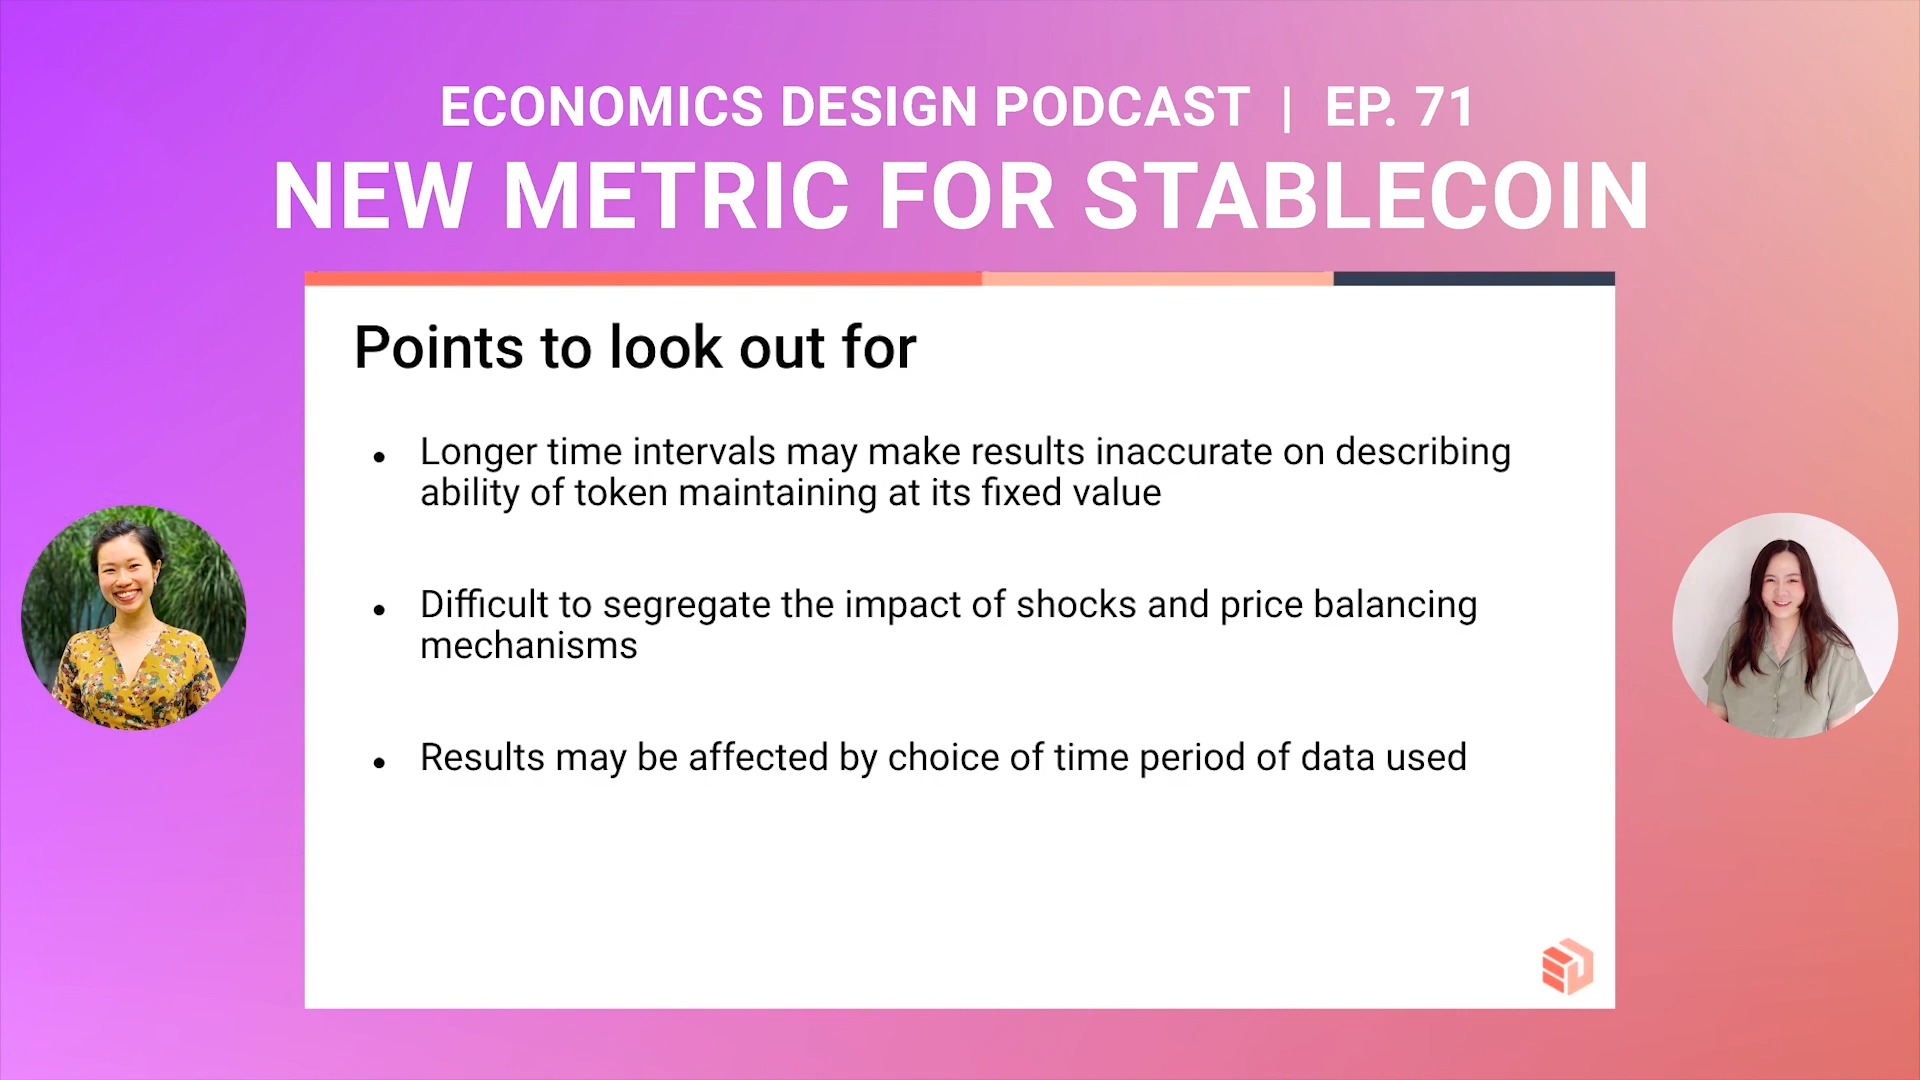 ECONOMICS DESIGN PODCAST | EP. 71
NEW METRIC FOR STABLECOIN
Points to look out for
● Longer time intervals may make results inaccurate on describing
ability of token maintaining at its fixed value
● Difficult to segregate the impact of shocks and price balancing
mechanisms
● Results may be affected by choice of time period of data used